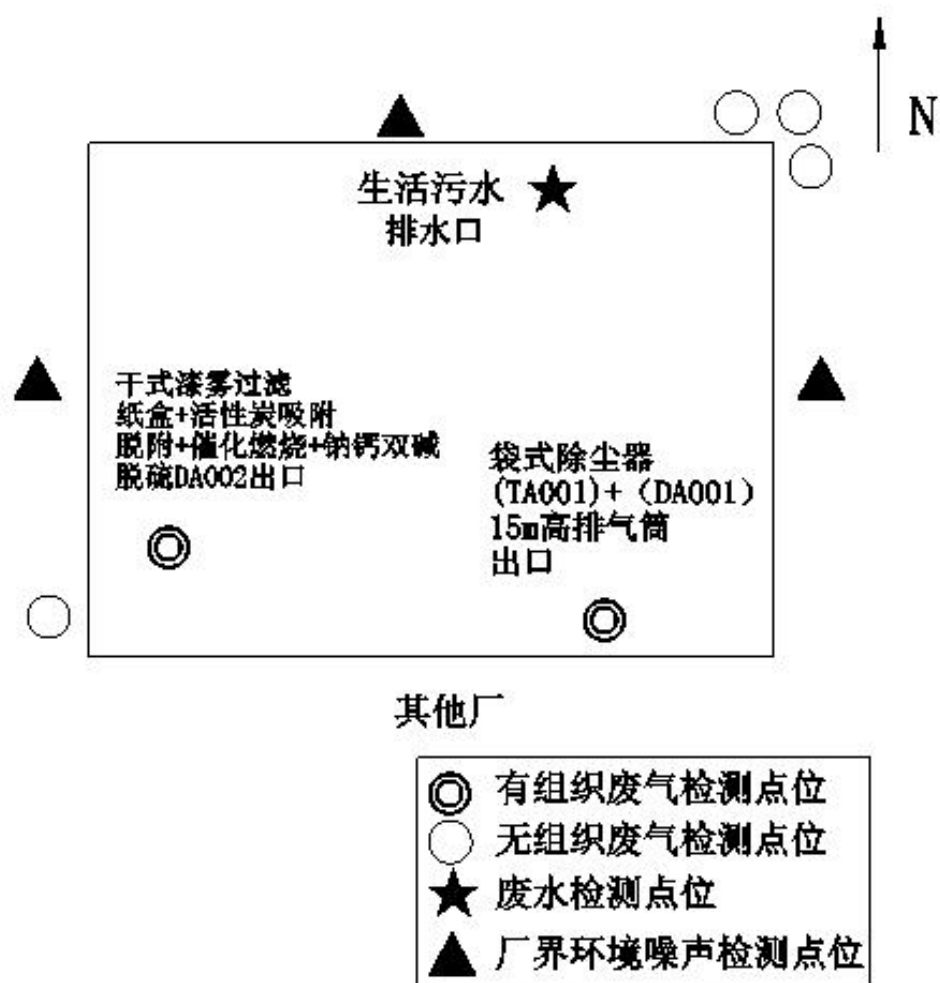 N
生活污水
排水口
干式漆雾过滤
纸盒+活性炭吸附
脱附+催化燃烧+钠钙双碱
脱硫DA002出口
袋式除尘器
(TA001)+（DA001）
15m高排气筒
出口
其他厂
有组织废气检测点位
无组织废气检测点位
废水检测点位
厂界环境噪声检测点位